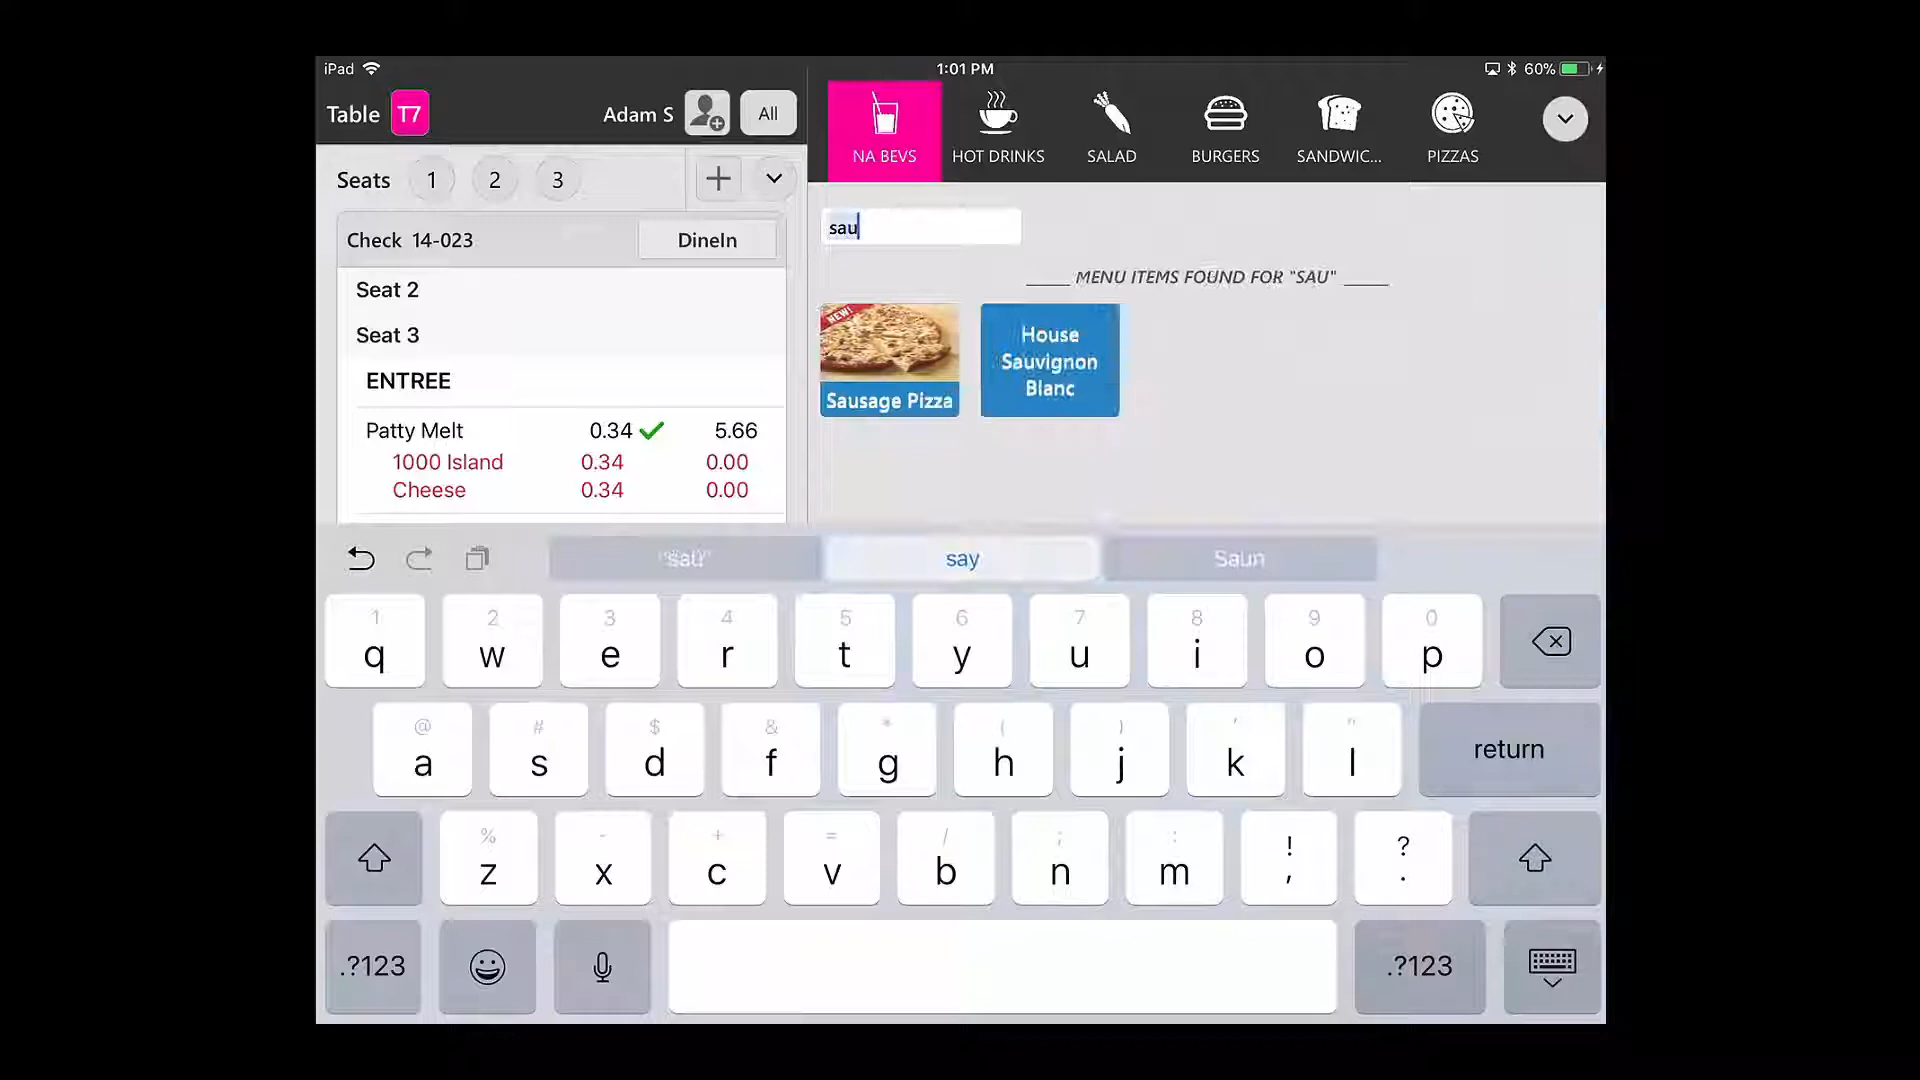 iPad
1:01 PM
60%
Table T7
Adam S
All
NA BEVS
HOT DRINKS
SALAD
BURGERS
SANDWIC...
PIZZAS
Seats 1 2 3
Check 14-023
DineIn
Seat 2
Seat 3
ENTREE
Patty Melt 0.34 5.66
1000 Island 0.34 0.00
Cheese 0.34 0.00
sau
MENU ITEMS FOUND FOR "SAU"
NEW!
Sausage Pizza
House
Sauvignon
Blanc
"sau" say Saun
1 2 3 4 5 6 7 8 9 0
q w e r t y u i o p
@ # $ & * ( ) ' "
a s d f g h j k l return
% - + = / ; : ! ?
z x c v b n m , .
.?123 .?123